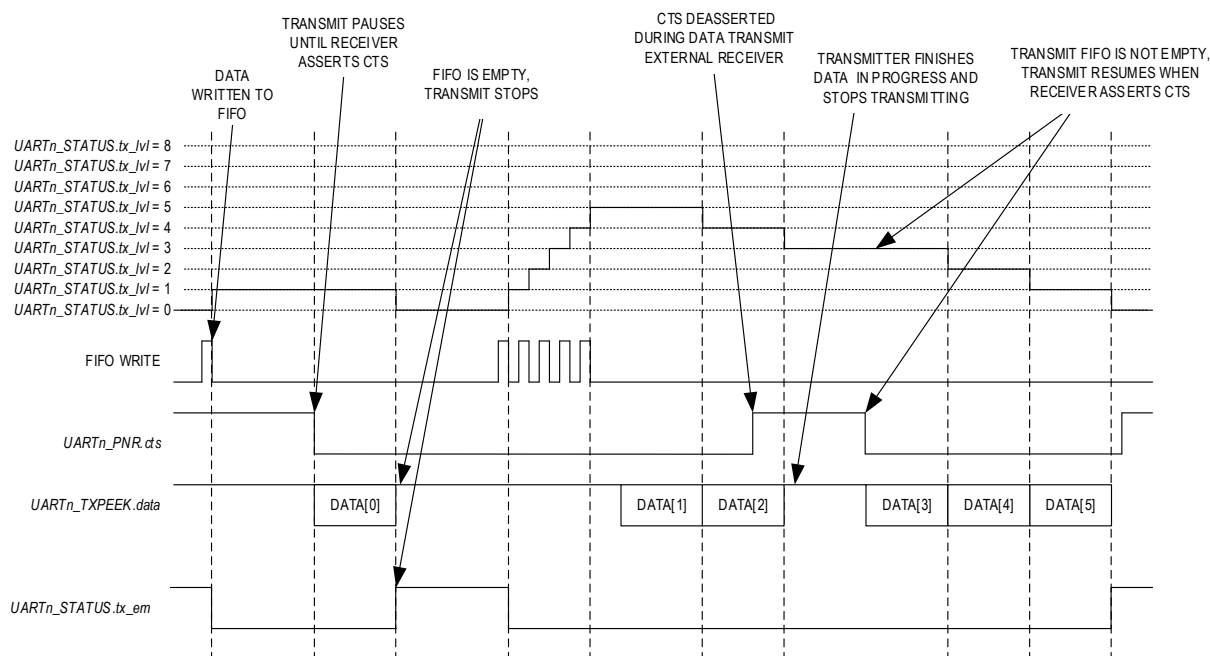 TRANSMIT PAUSES
UNTIL RECEIVER
ASSERTS CTS
DATA
WRITTEN TO
FIFO
FIFO IS EMPTY,
TRANSMIT STOPS
CTS DEASSERTED
DURING DATA TRANSMIT
EXTERNAL RECEIVER
TRANSMITTER FINISHES
DATA IN PROGRESS AND
STOPS TRANSMITTING
TRANSMIT FIFO IS NOT EMPTY,
TRANSMIT RESUMES WHEN
RECEIVER ASSERTS CTS
UARTn_STATUS.tx_lvl = 8
UARTn_STATUS.tx_lvl = 7
UARTn_STATUS.tx_lvl = 6
UARTn_STATUS.tx_lvl = 5
UARTn_STATUS.tx_lvl = 4
UARTn_STATUS.tx_lvl = 3
UARTn_STATUS.tx_lvl = 2
UARTn_STATUS.tx_lvl = 1
UARTn_STATUS.tx_lvl = 0
FIFO WRITE
UARTn_PNR.cts
UARTn_TXPEEK.data
DATA[0]
DATA[1]
DATA[2]
DATA[3]
DATA[4]
DATA[5]
UARTn_STATUS.tx_em